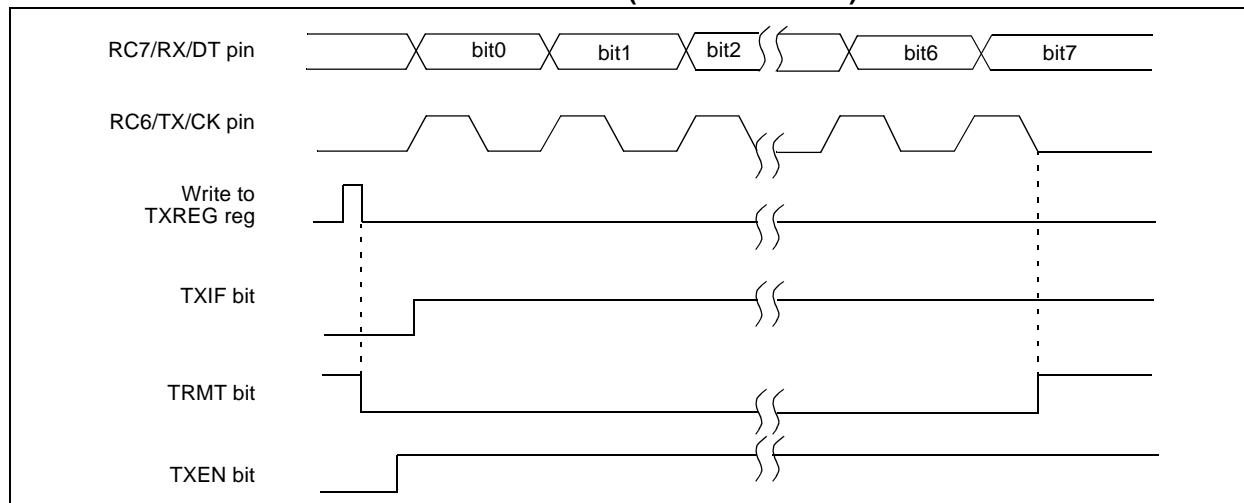 RC7/RX/DT pin
bit0 bit1 bit2 bit6 bit7
RC6/TX/CK pin
Write to
TXREG reg
TXIF bit
TRMT bit
TXEN bit